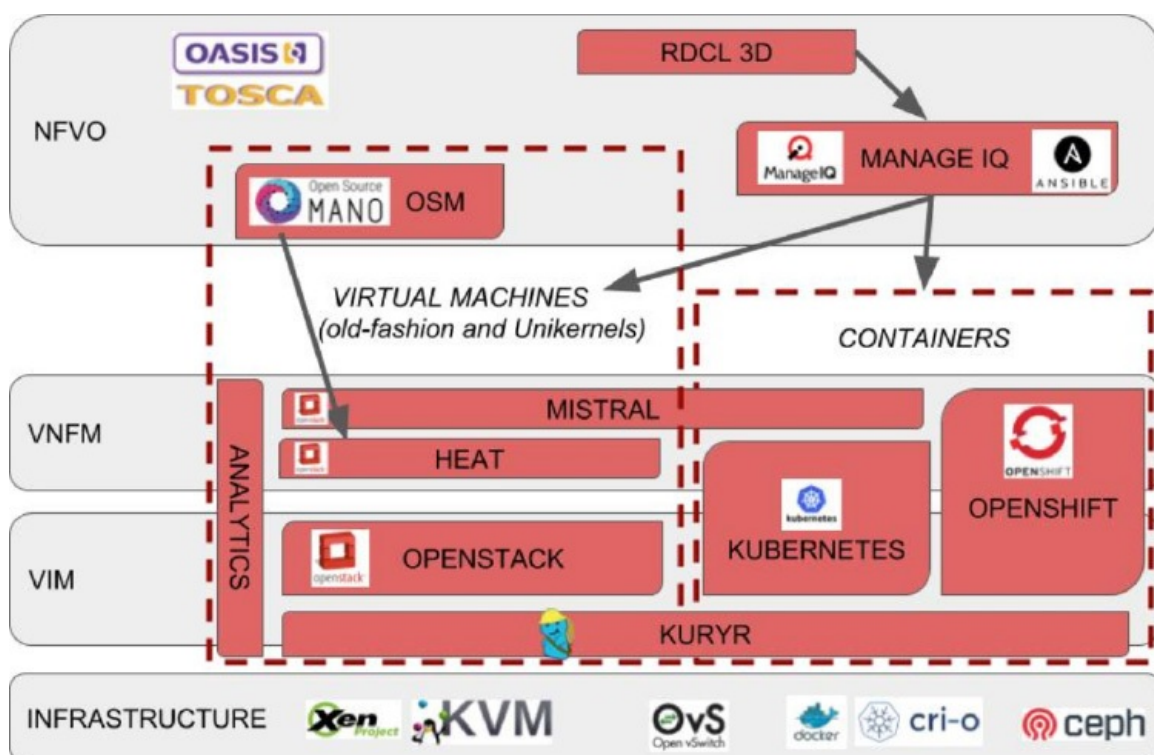 OASIS
TOSCA
RDCL 3D
NFVO
ManageIQ
MANAGE IQ
ANSIBLE
Open Source
MANO
OSM
VIRTUAL MACHINES
(old-fashion and Unikernels)
CONTAINERS
VNFM
ANALYTICS
openstack
MISTRAL
openstack
HEAT
OPENSHIFT
OPENSHIFT
kubernetes
KUBERNETES
VIM
openstack
OPENSTACK
KURYR
INFRASTRUCTURE
Xen
Project
KVM
OvS
Open vSwitch
docker
cri-o
ceph